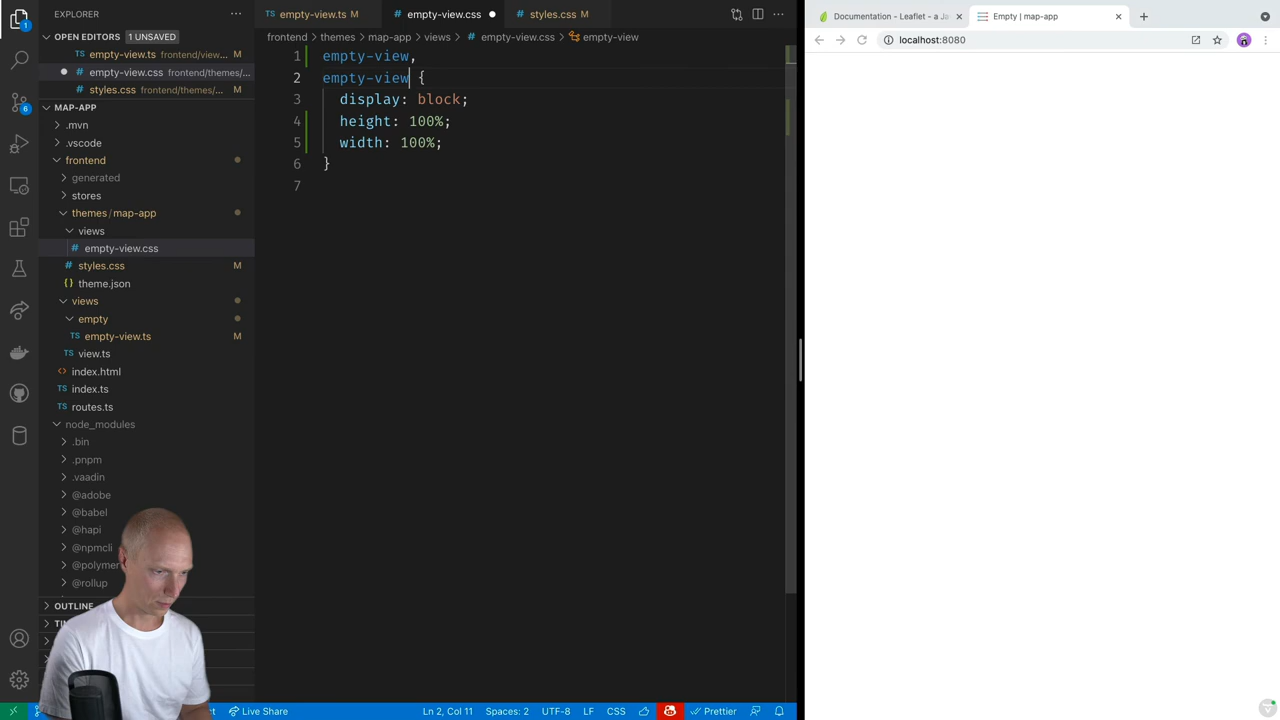 EXPLORER
OPEN EDITORS 1 UNSAVED
empty-view.ts frontend/view...
empty-view.css frontend/themes/...
styles.css frontend/themes/...
MAP-APP
.mvn
.vscode
frontend
generated
stores
themes / map-app
views
# empty-view.css
# styles.css M
{} theme.json
views
empty
TS empty-view.ts M
view.ts
<> index.html
TS index.ts
TS routes.ts
node_modules
.bin
.pnpm
.vaadin
@adobe
@babel
@hapi
@npmcli
@polymer
@rollup
OUTLINE
TS empty-view.ts M
# empty-view.css
# styles.css M
frontend > themes > map-app > views > # empty-view.css > empty-view
1 empty-view,
2 empty-view {
3 display: block;
4 height: 100%;
5 width: 100%;
6 }
7
Live Share
Ln 2, Col 11
Spaces: 2
UTF-8
LF
CSS
Prettier
Documentation - Leaflet - a Jo
Empty | map-app
localhost:8080